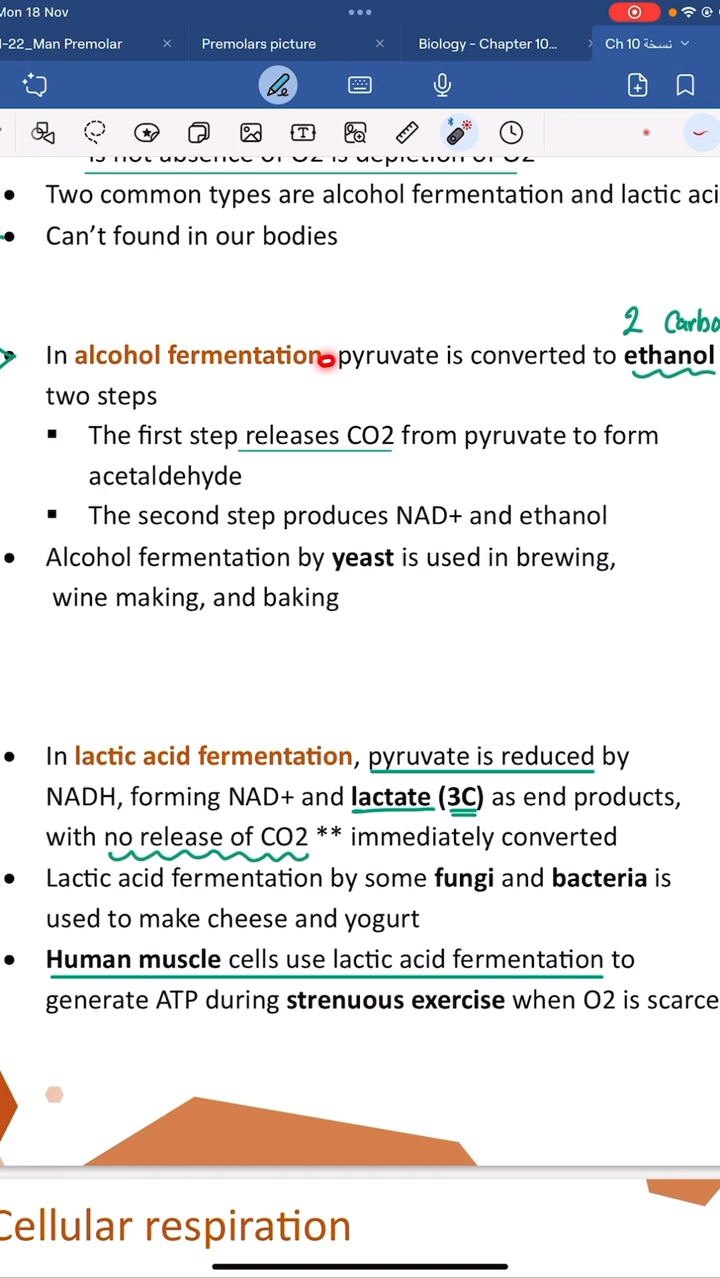 Mon 18 Nov
I-22_Man Premolar
Premolars picture
Biology - Chapter 10...
Ch 10 نسخة
Two common types are alcohol fermentation and lactic aci
Can’t found in our bodies
2 Carbo
In alcohol fermentation, pyruvate is converted to ethanol
two steps
The first step releases CO2 from pyruvate to form
acetaldehyde
The second step produces NAD+ and ethanol
Alcohol fermentation by yeast is used in brewing,
wine making, and baking
In lactic acid fermentation, pyruvate is reduced by
NADH, forming NAD+ and lactate (3C) as end products,
with no release of CO2 ** immediately converted
Lactic acid fermentation by some fungi and bacteria is
used to make cheese and yogurt
Human muscle cells use lactic acid fermentation to
generate ATP during strenuous exercise when O2 is scarce
Cellular respiration